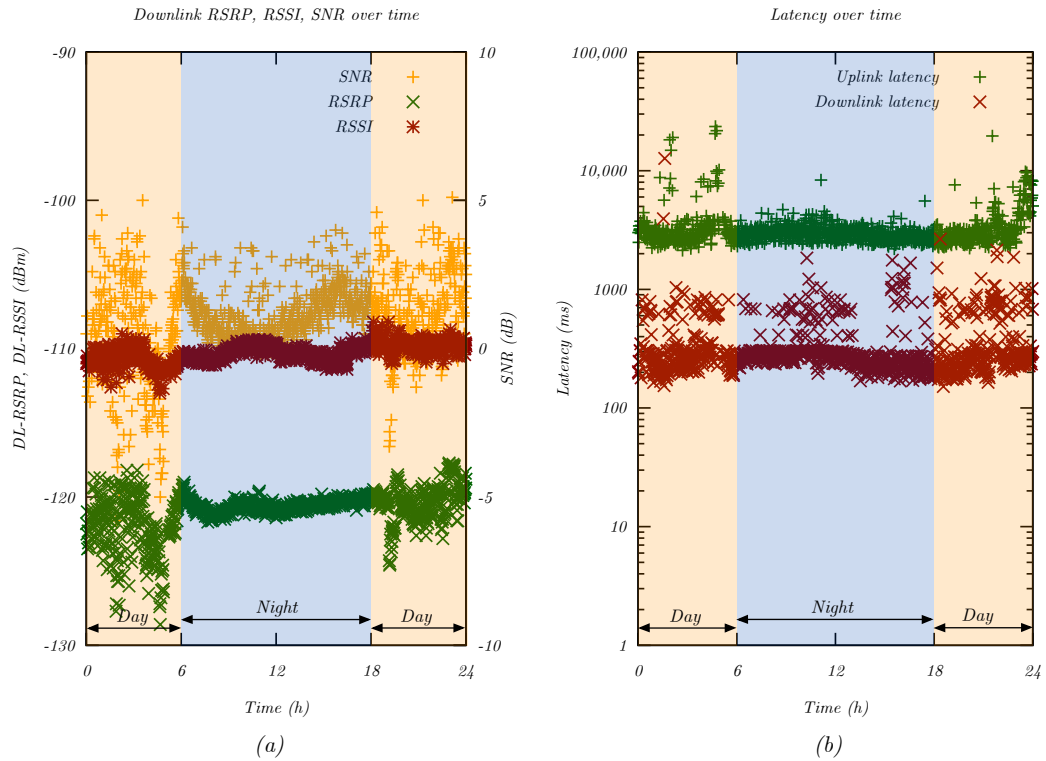 Downlink RSRP, RSSI, SNR over time
-90
-100
-110
-120
-130
DL-RSRP, DL-RSSI (dBm)
10
5
0
-5
-10
SNR (dB)
SNR
RSRP
RSSI
Day
Night
Day
0 6 12 18 24
Time (h)
(a)
Latency over time
100,000
10,000
1000
100
10
1
Latency (ms)
Uplink latency
Downlink latency
Day
Night
Day
0 6 12 18 24
Time (h)
(b)